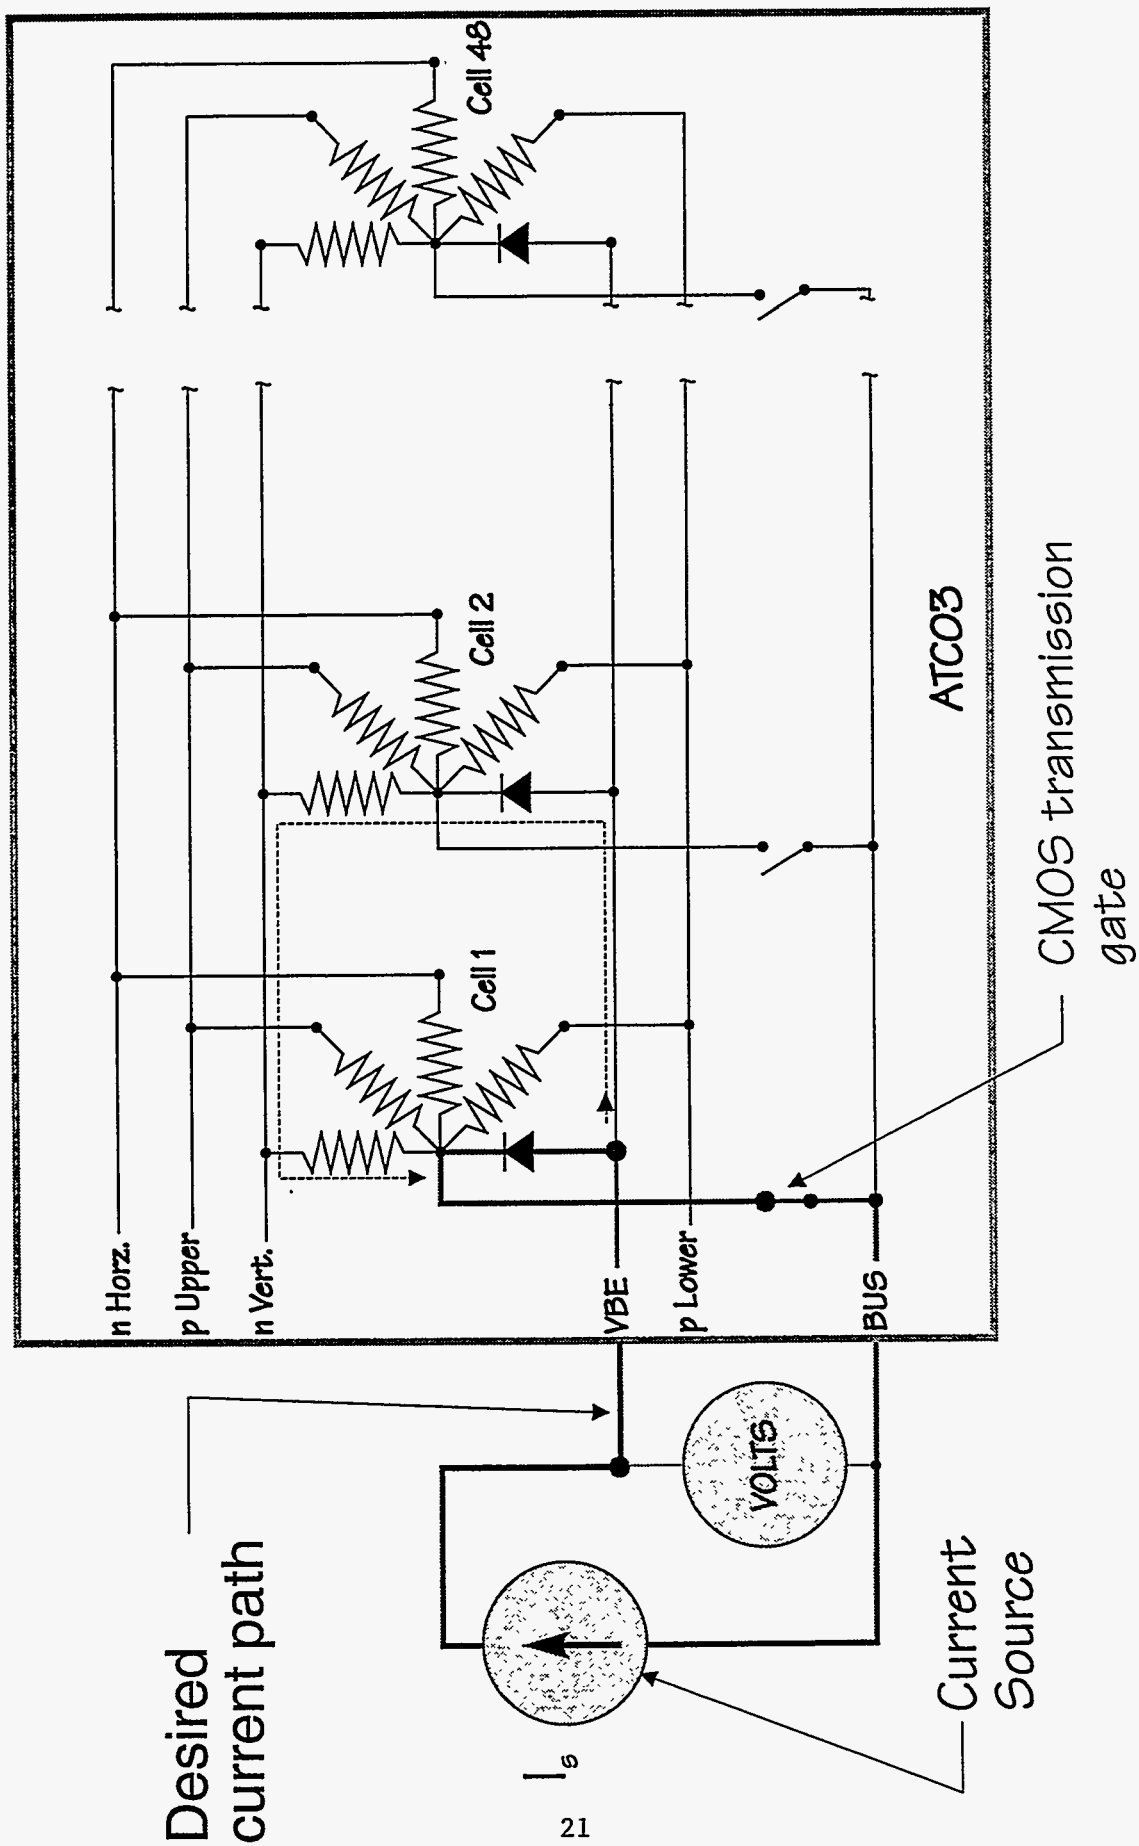 Desired
current path
I s
Current
Source
VOLTS
n Horz.
p Upper
n Vert.
VBE
p Lower
BUS
Cell 1
Cell 2
Cell 48
ATC03
CMOS transmission
gate
21